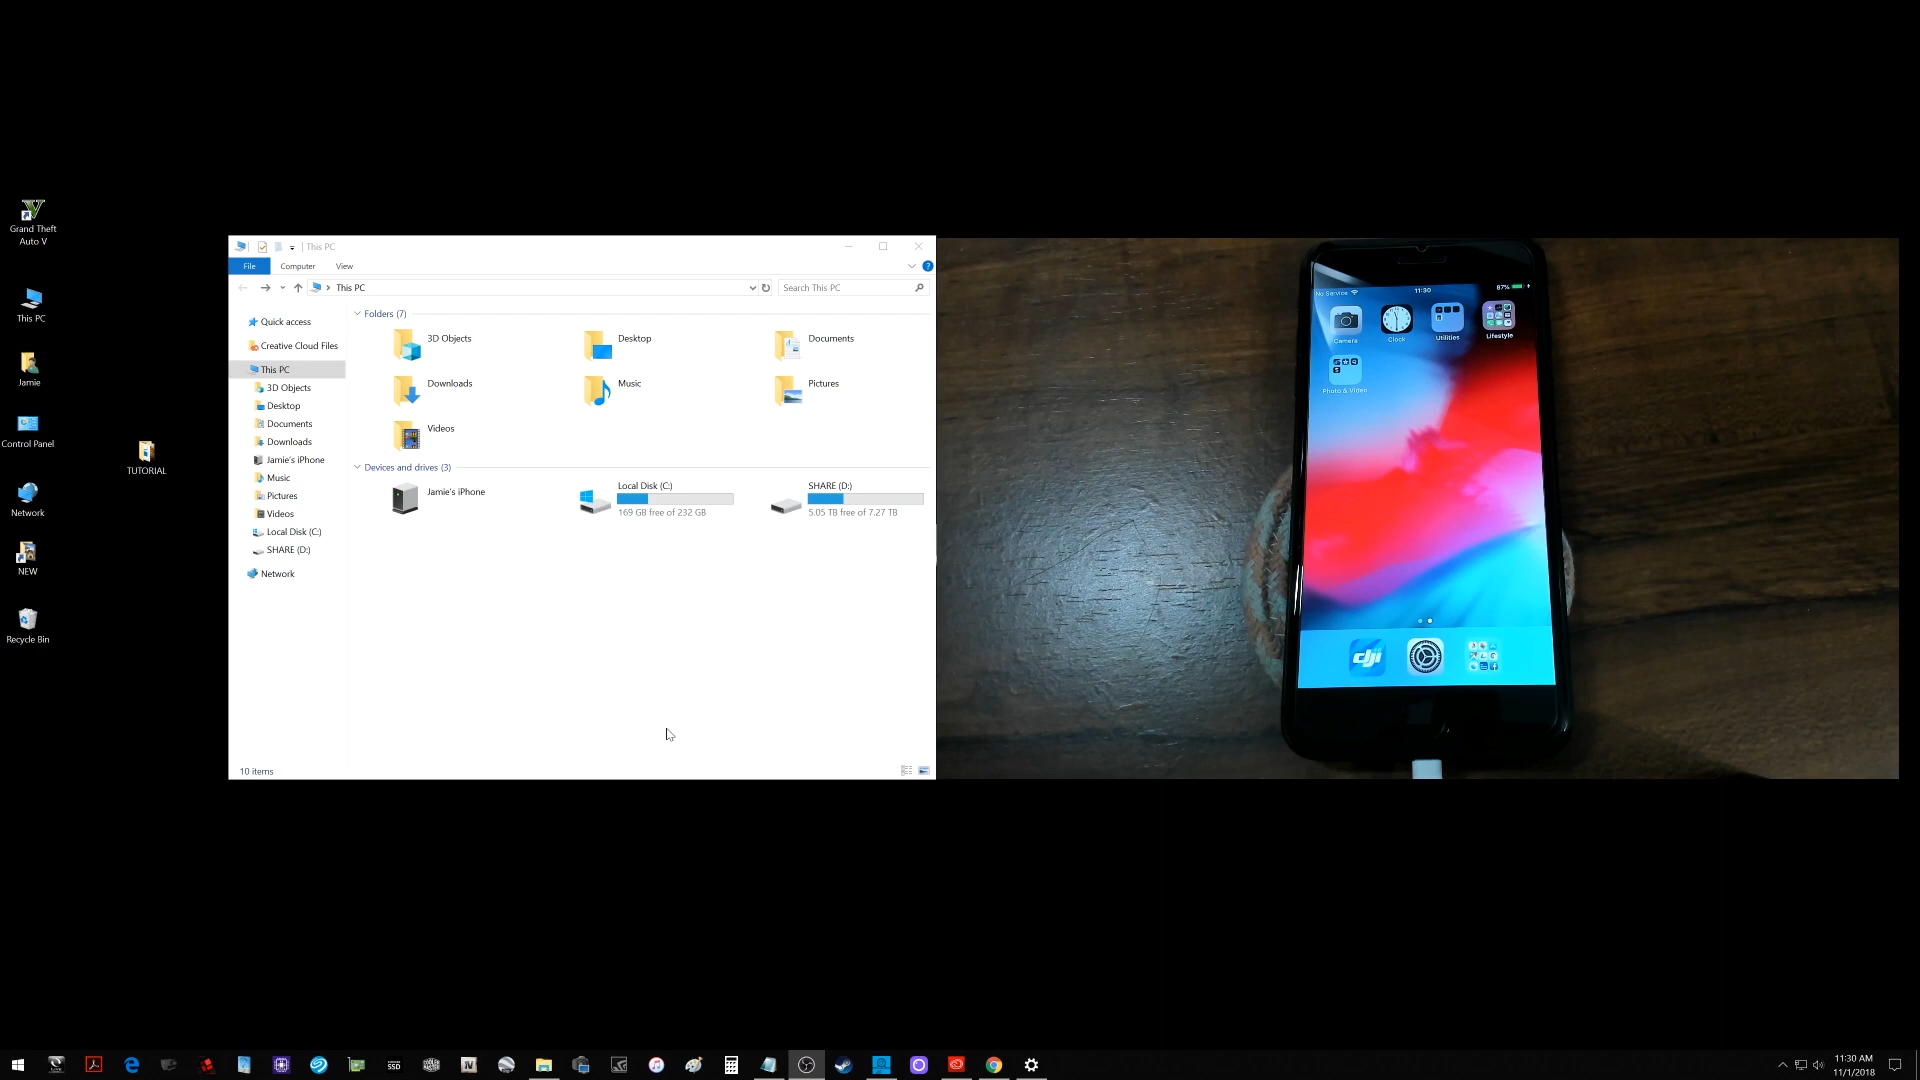 Grand Theft
Auto V
This PC
Jamie
Control Panel
Network
NEW
Recycle Bin
TUTORIAL
This PC
File
Computer
View
This PC
Search This PC
Quick access
Creative Cloud Files
This PC
3D Objects
Desktop
Documents
Downloads
Jamie's iPhone
Music
Pictures
Videos
Local Disk (C:)
SHARE (D:)
Network
Folders (7)
3D Objects
Desktop
Documents
Downloads
Music
Pictures
Videos
Devices and drives (3)
Jamie's iPhone
Local Disk (C:)
169 GB free of 232 GB
SHARE (D:)
5.05 TB free of 7.27 TB
10 items
No Service
11:30
87%
Camera
Clock
Utilities
Lifestyle
Photo & Video
dji
SSD
11:30 AM
11/1/2018